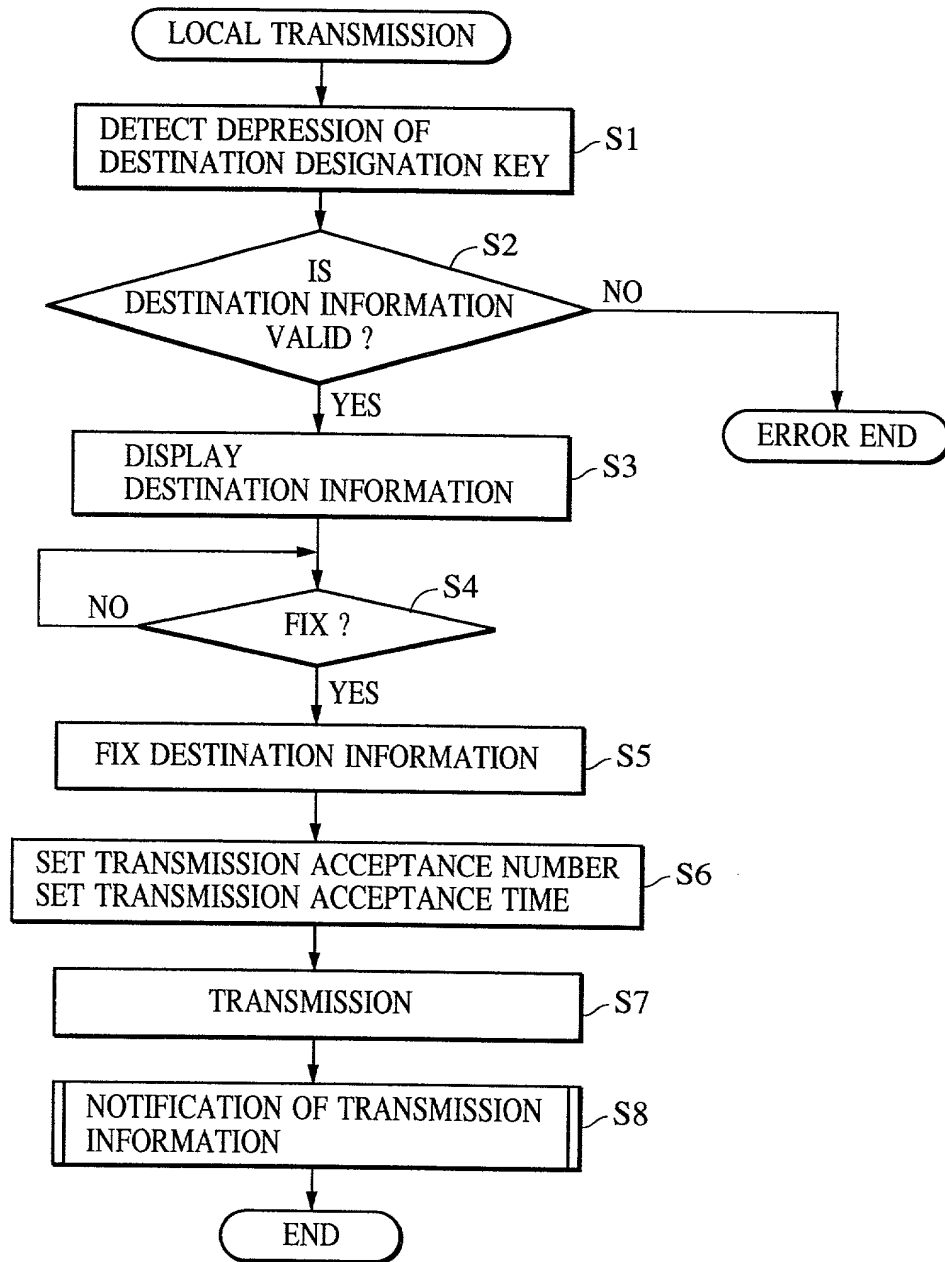 LOCAL TRANSMISSION
DETECT DEPRESSION OF
DESTINATION DESIGNATION KEY
S1
S2
IS
DESTINATION INFORMATION
VALID ?
NO
YES
ERROR END
DISPLAY
DESTINATION INFORMATION
S3
S4
NO
FIX ?
YES
FIX DESTINATION INFORMATION
S5
SET TRANSMISSION ACCEPTANCE NUMBER
SET TRANSMISSION ACCEPTANCE TIME
S6
TRANSMISSION
S7
NOTIFICATION OF TRANSMISSION
INFORMATION
S8
END